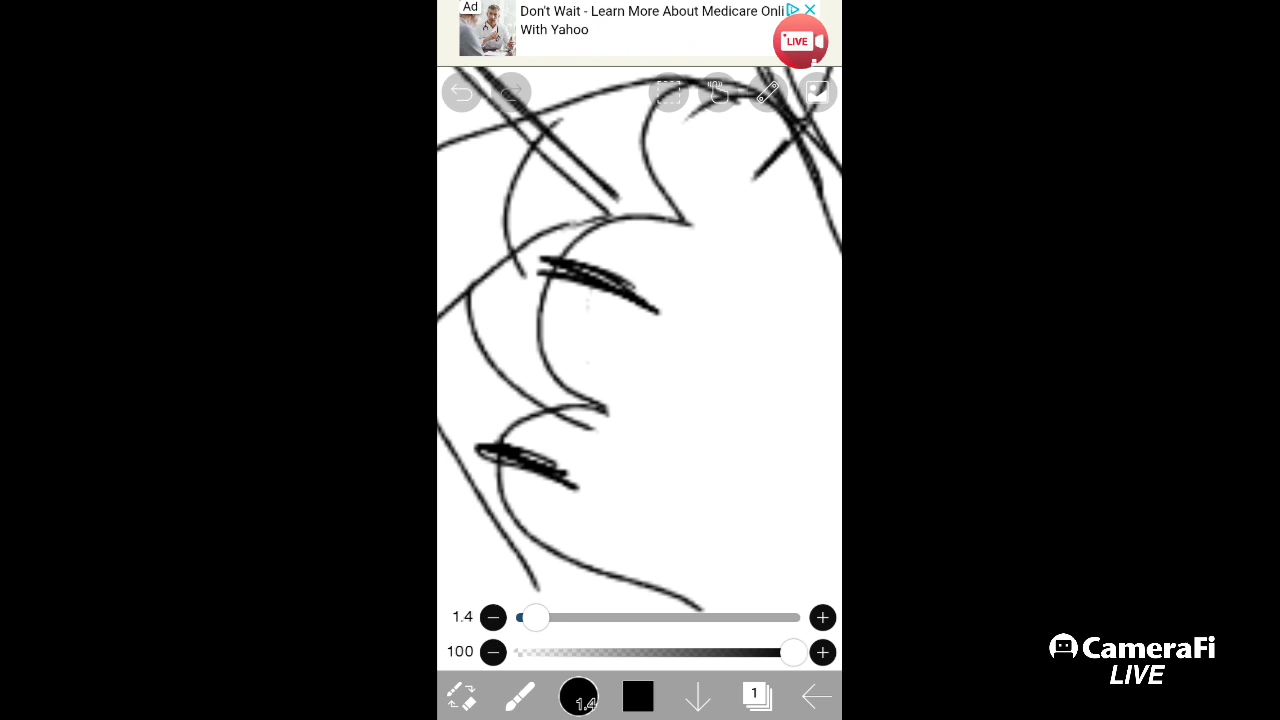 Ad
Don't Wait - Learn More About Medicare Onli
With Yahoo
LIVE
1.4
100
CameraFi
LIVE
1.4
1